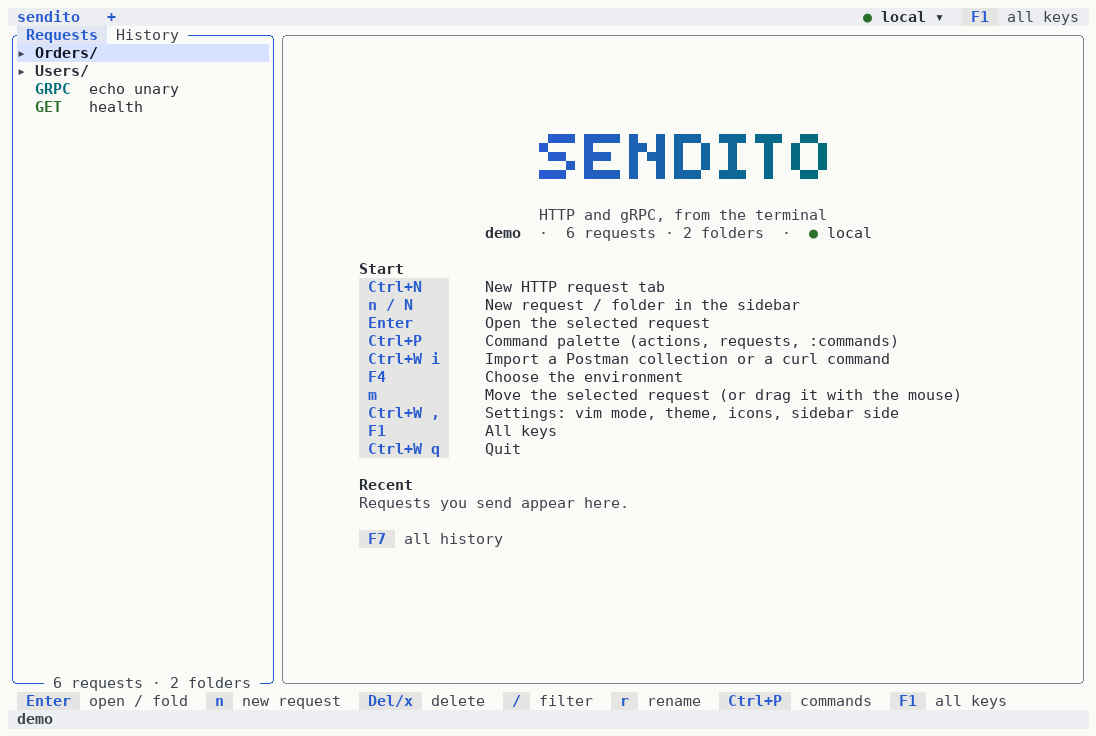 sendito   +   ● local ▾   F1 all keys
Requests   History
▸ Orders/
▸ Users/
GRPC  echo unary
GET   health
6 requests · 2 folders
SENDITO
HTTP and gRPC, from the terminal
demo  ·  6 requests · 2 folders  ·  ● local
Start
Ctrl+N   New HTTP request tab
n / N   New request / folder in the sidebar
Enter   Open the selected request
Ctrl+P   Command palette (actions, requests, :commands)
Ctrl+W i   Import a Postman collection or a curl command
F4   Choose the environment
m   Move the selected request (or drag it with the mouse)
Ctrl+W ,   Settings: vim mode, theme, icons, sidebar side
F1   All keys
Ctrl+W q   Quit
Recent
Requests you send appear here.
F7  all history
Enter  open / fold   n  new request   Del/x  delete   /  filter   r  rename   Ctrl+P  commands   F1  all keys
demo